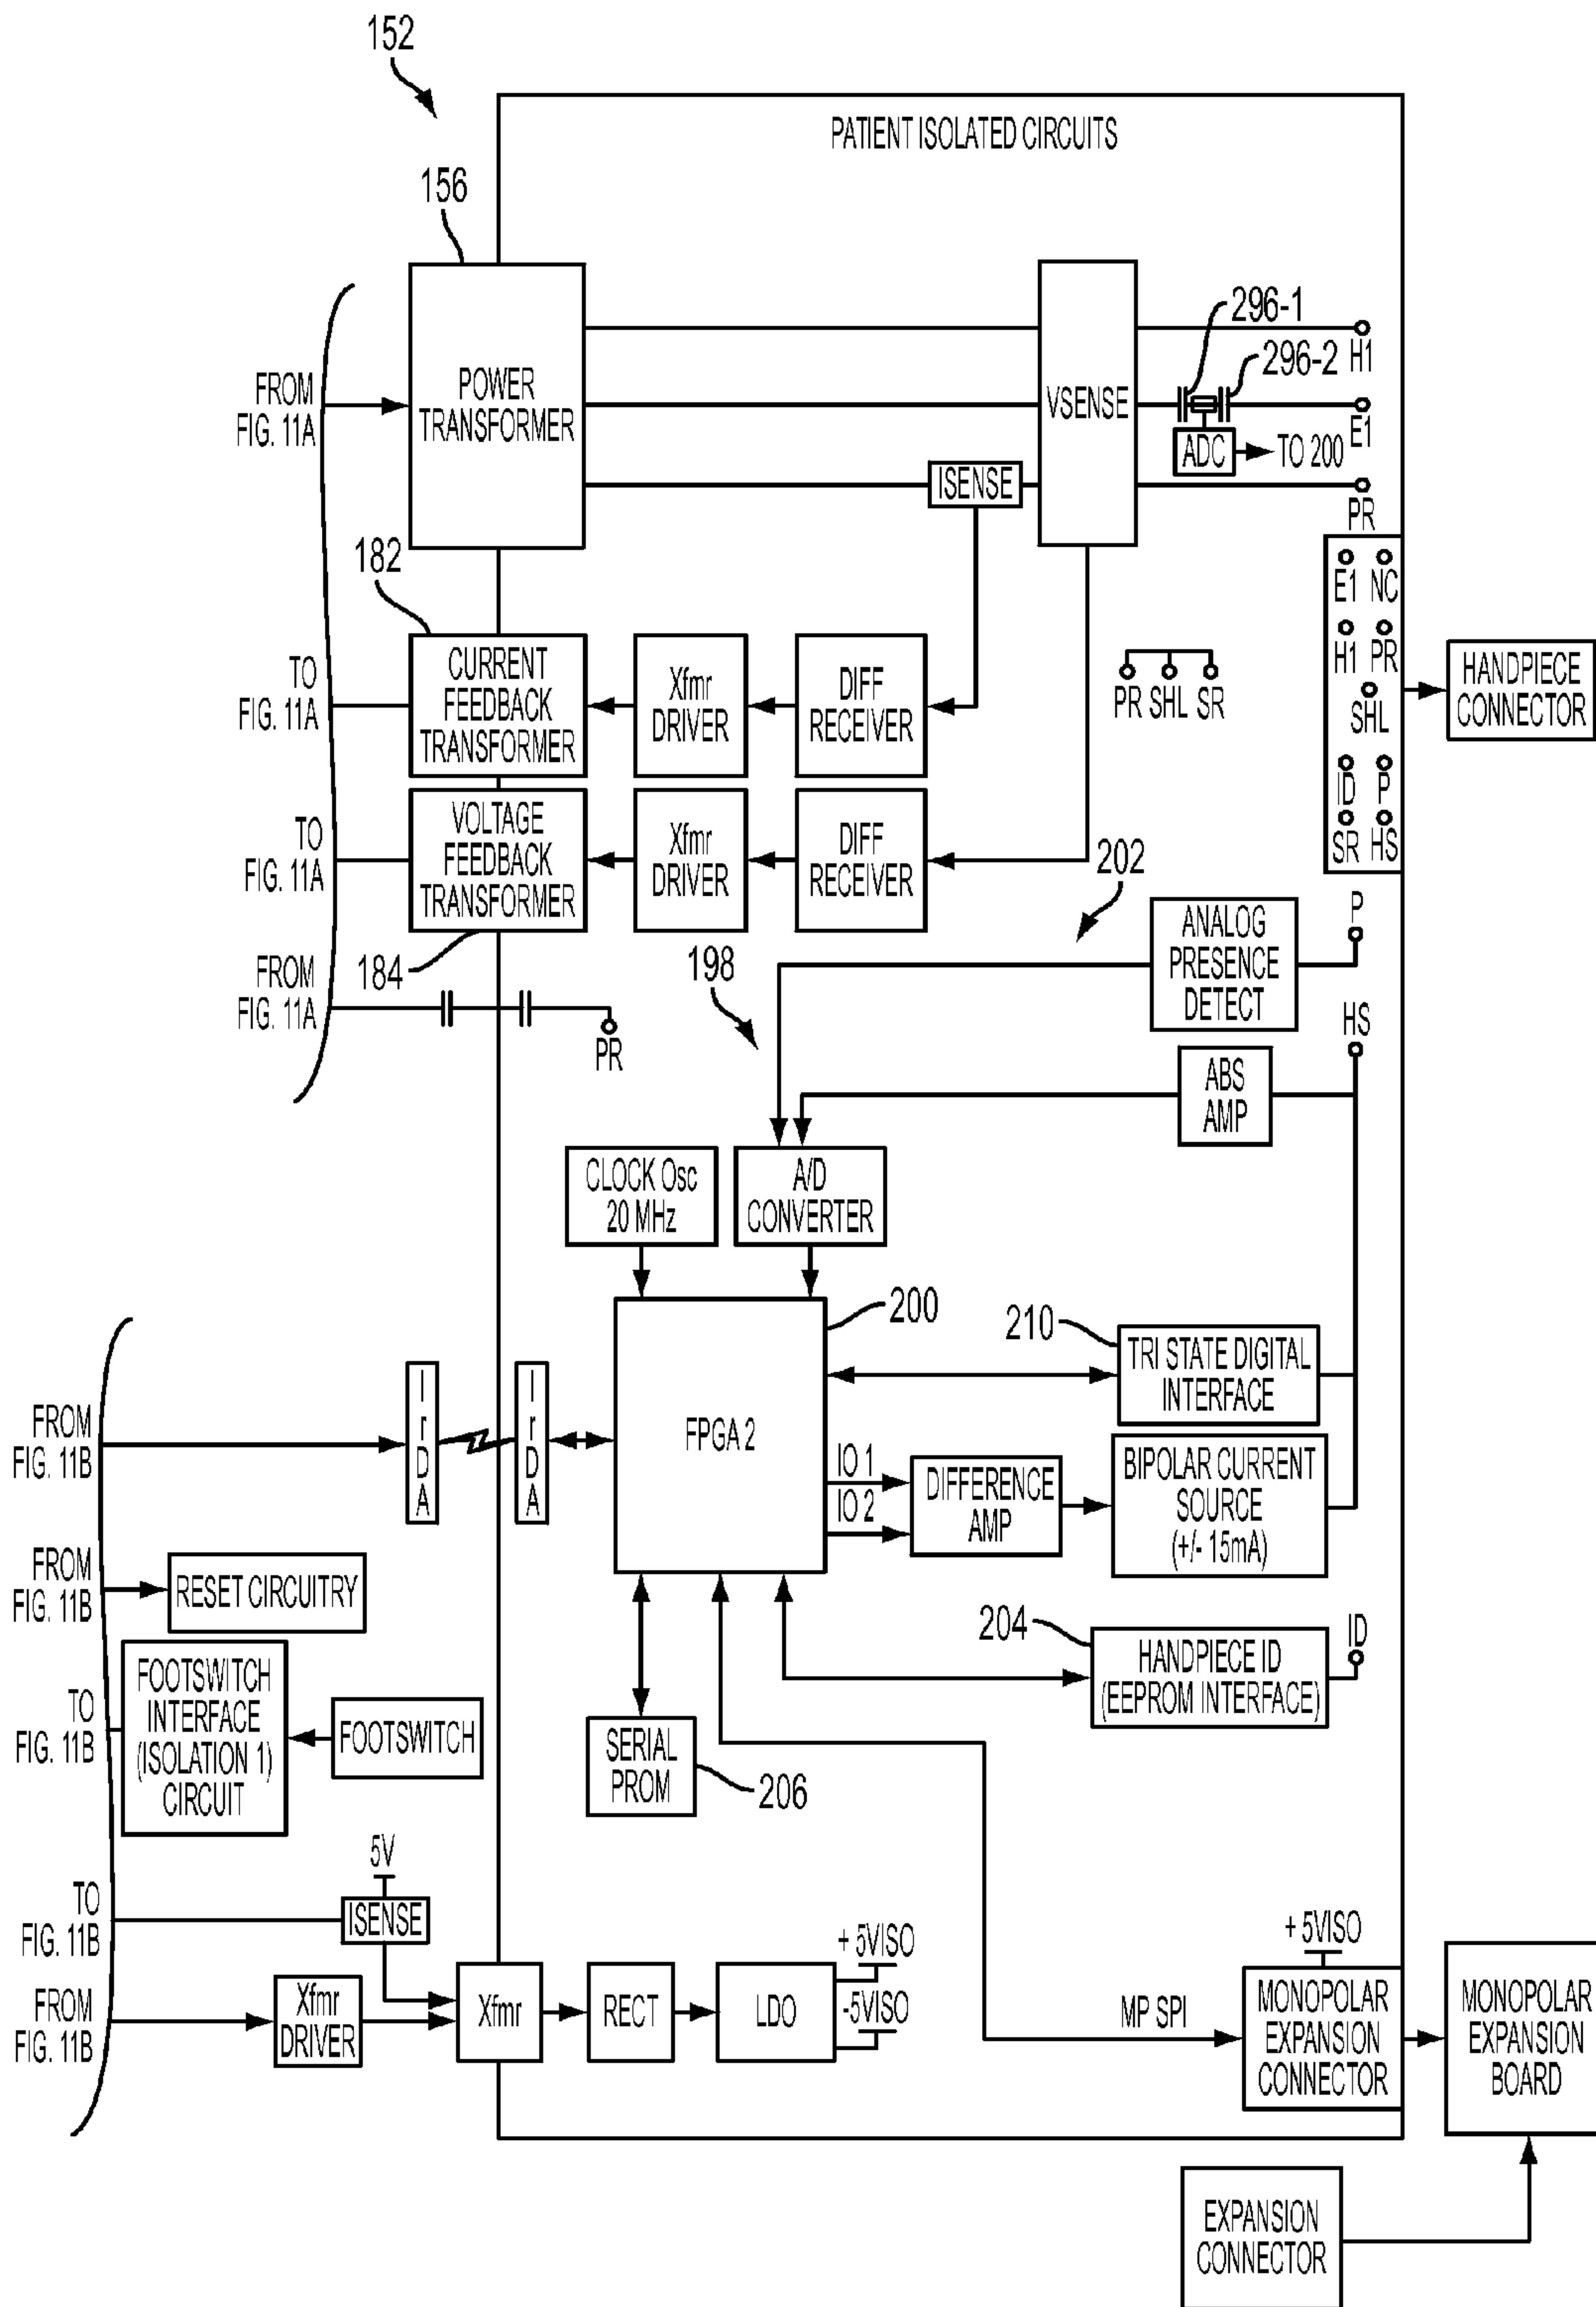 152
PATIENT ISOLATED CIRCUITS
156
FROM
FIG. 11A
POWER
TRANSFORMER
VSENSE
296-1
296-2
H1
E1
ADC
TO 200
ISENSE
PR
182
TO
FIG. 11A
CURRENT
FEEDBACK
TRANSFORMER
Xfmr
DRIVER
DIFF
RECEIVER
PR SHL SR
E1 NC
H1 PR
SHL
ID P
SR HS
HANDPIECE
CONNECTOR
TO
FIG. 11A
VOLTAGE
FEEDBACK
TRANSFORMER
Xfmr
DRIVER
DIFF
RECEIVER
202
184
FROM
FIG. 11A
PR
198
ANALOG
PRESENCE
DETECT
P
HS
ABS
AMP
CLOCK Osc
20 MHz
A/D
CONVERTER
200
FROM
FIG. 11B
IrDA
IrDA
FPGA 2
210
TRI STATE DIGITAL
INTERFACE
IO 1
IO 2
DIFFERENCE
AMP
BIPOLAR CURRENT
SOURCE
(+/- 15mA)
FROM
FIG. 11B
RESET CIRCUITRY
204
HANDPIECE ID
(EEPROM INTERFACE)
ID
TO
FIG. 11B
FOOTSWITCH
INTERFACE
(ISOLATION 1)
CIRCUIT
FOOTSWITCH
SERIAL
PROM
206
TO
FIG. 11B
5V
ISENSE
FROM
FIG. 11B
Xfmr
DRIVER
Xfmr
RECT
LDO
+ 5VISO
-5VISO
MP SPI
+ 5VISO
MONOPOLAR
EXPANSION
CONNECTOR
MONOPOLAR
EXPANSION
BOARD
EXPANSION
CONNECTOR